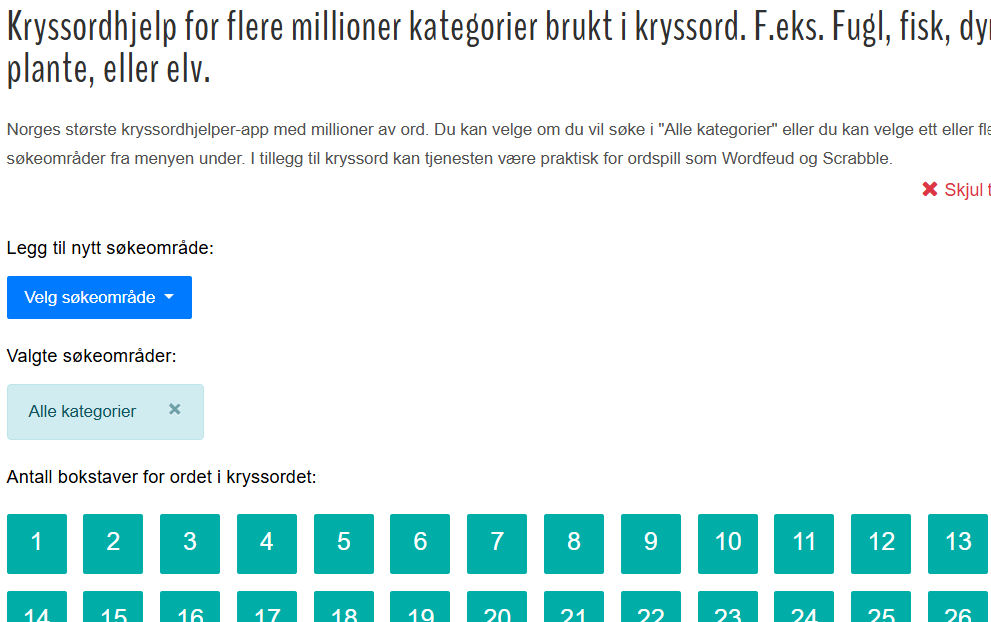 Kryssordhjelp for flere millioner kategorier brukt i kryssord. F.eks. Fugl, fisk,
plante, eller elv.
Norges største kryssordhjelper-app med millioner av ord. Du kan velge om du vil søke i "Alle kategorier" eller du kan velge ett eller
søkeområder fra menyen under. I tillegg til kryssord kan tjenesten være praktisk for ordspill som Wordfeud og Scrabble.
Skjul
Legg til nytt søkeområde:
Velg søkeområde
Valgte søkeområder:
Alle kategorier ×
Antall bokstaver for ordet i kryssordet:
1 2 3 4 5 6 7 8 9 10 11 12 13
14 15 16 17 18 19 20 21 22 23 24 25 26